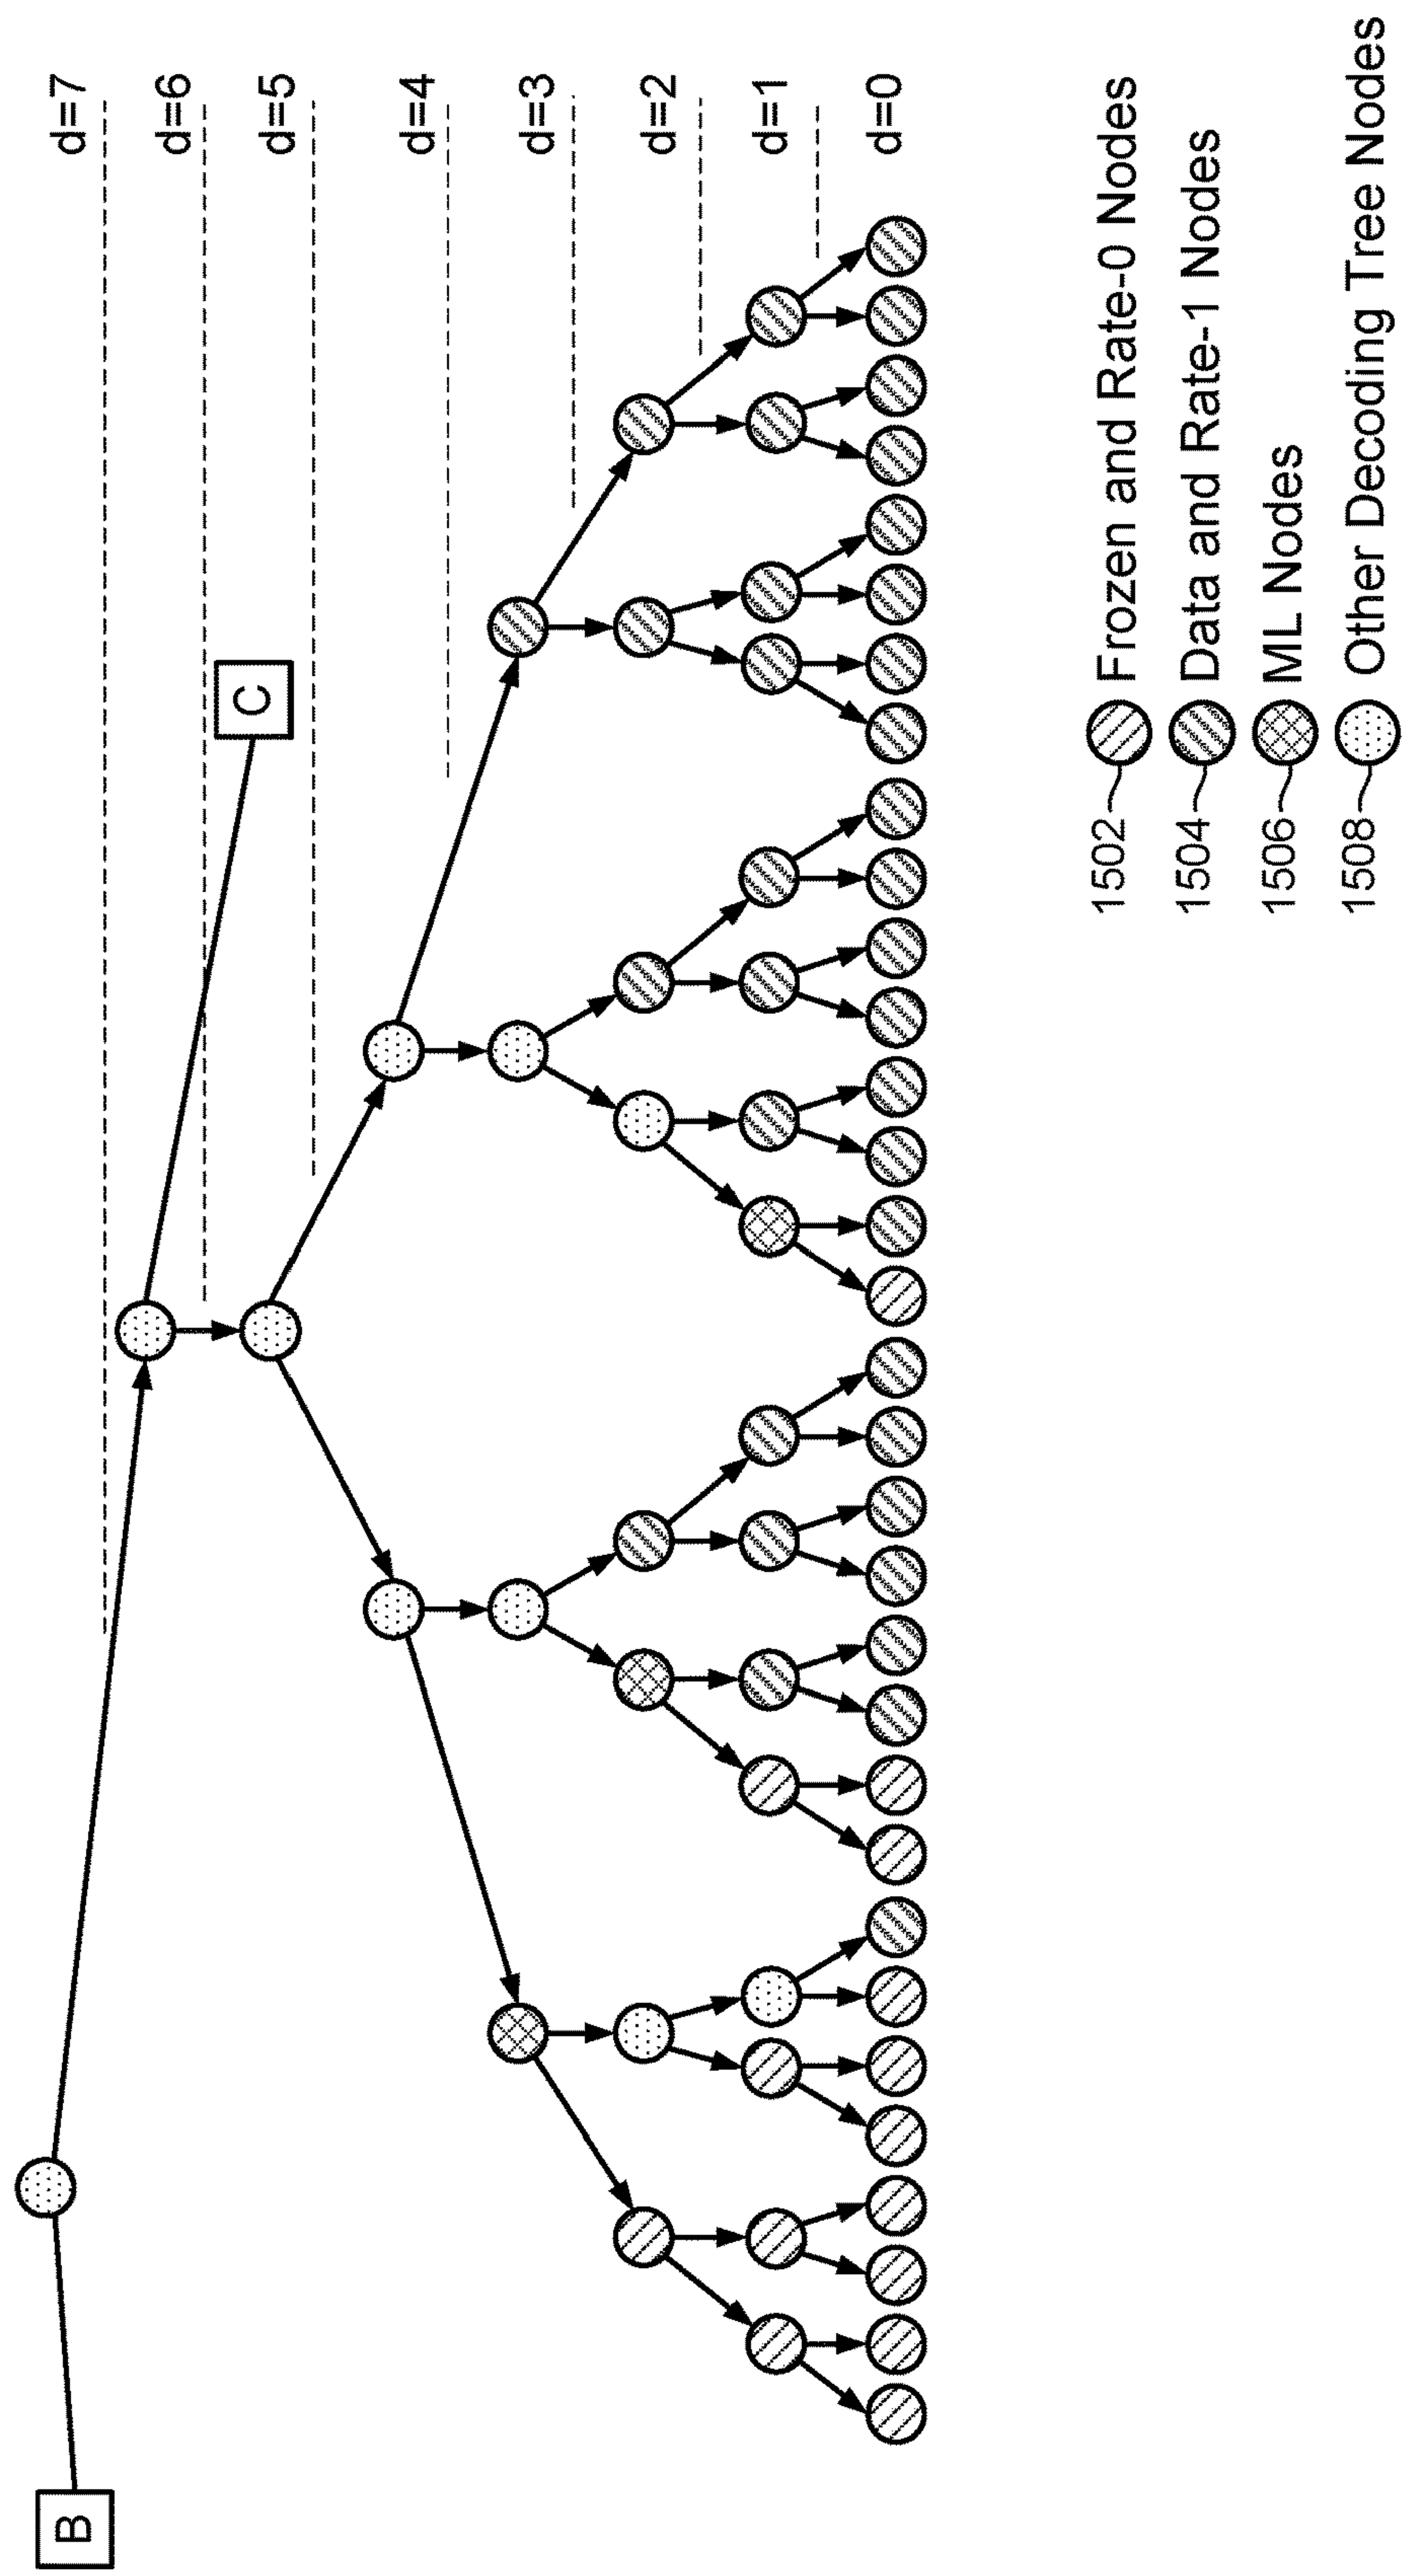 d=7
d=6
d=5
d=4
d=3
d=2
d=1
d=0
B
C
1502 Frozen and Rate-0 Nodes
1504 Data and Rate-1 Nodes
1506 ML Nodes
1508 Other Decoding Tree Nodes